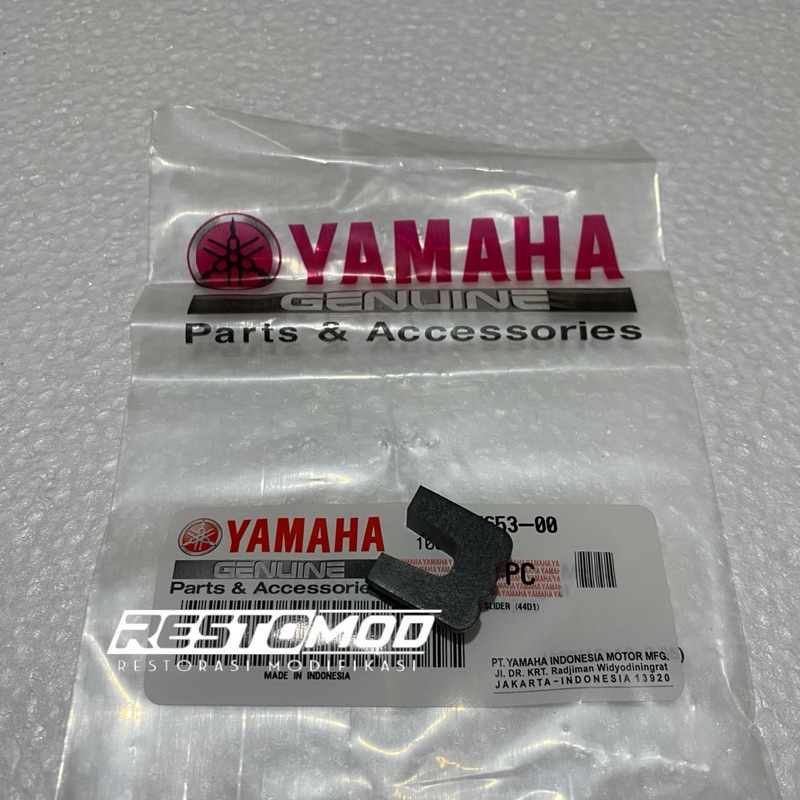 YAMAHA
GENUINE
Parts & Accessories
YAMAHA
GENUINE
Parts & Accessories
653-00
PC
SLIDER (44D1)
RESTOMOD
RESTORASI MODIFIKASI
MADE IN INDONESIA
PT. YAMAHA INDONESIA MOTOR MFG.
Jl. DR. KRT. Radjiman Widyodiningrat
JAKARTA-INDONESIA 13920